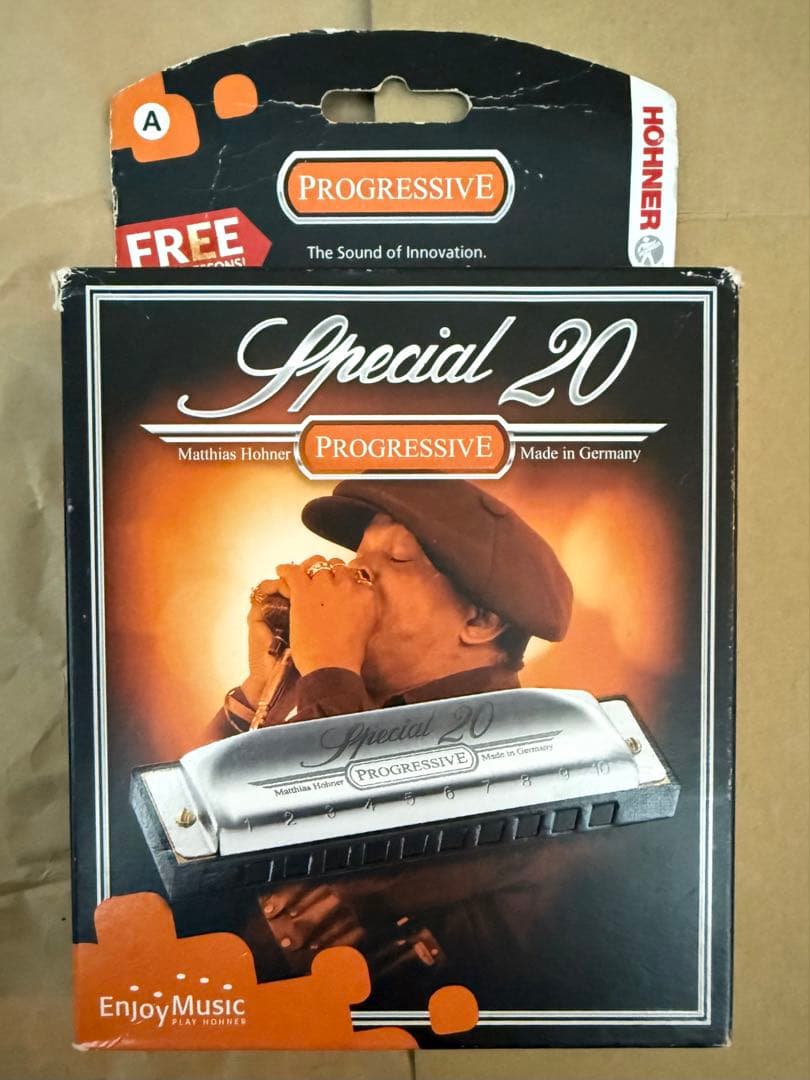 A
HOHNER
PROGRESSIVE
FREE
The Sound of Innovation.
Special 20
Matthias Hohner PROGRESSIVE Made in Germany
Special 20
Matthias Hohner PROGRESSIVE Made in Germany
1 2 3 4 5 6 7 8 9 10
EnjoyMusic
PLAY HOHNER